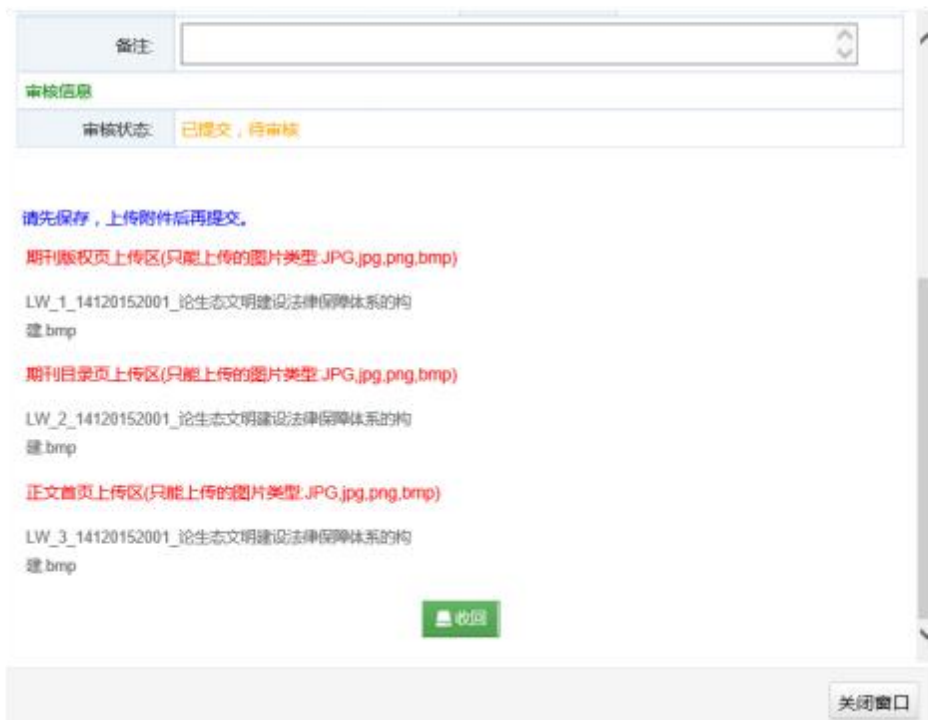 备注:
审核信息
审核状态: 已提交，待审核
请先保存，上传附件后再提交。
期刊版权页上传区(只能上传的图片类型:JPG,jpg,png,bmp)
LW_1_14120152001_论生态文明建设法律保障体系的构
建.bmp
期刊目录页上传区(只能上传的图片类型:JPG,jpg,png,bmp)
LW_2_14120152001_论生态文明建设法律保障体系的构
建.bmp
正文首页上传区(只能上传的图片类型:JPG,jpg,png,bmp)
LW_3_14120152001_论生态文明建设法律保障体系的构
建.bmp
收回
关闭窗口